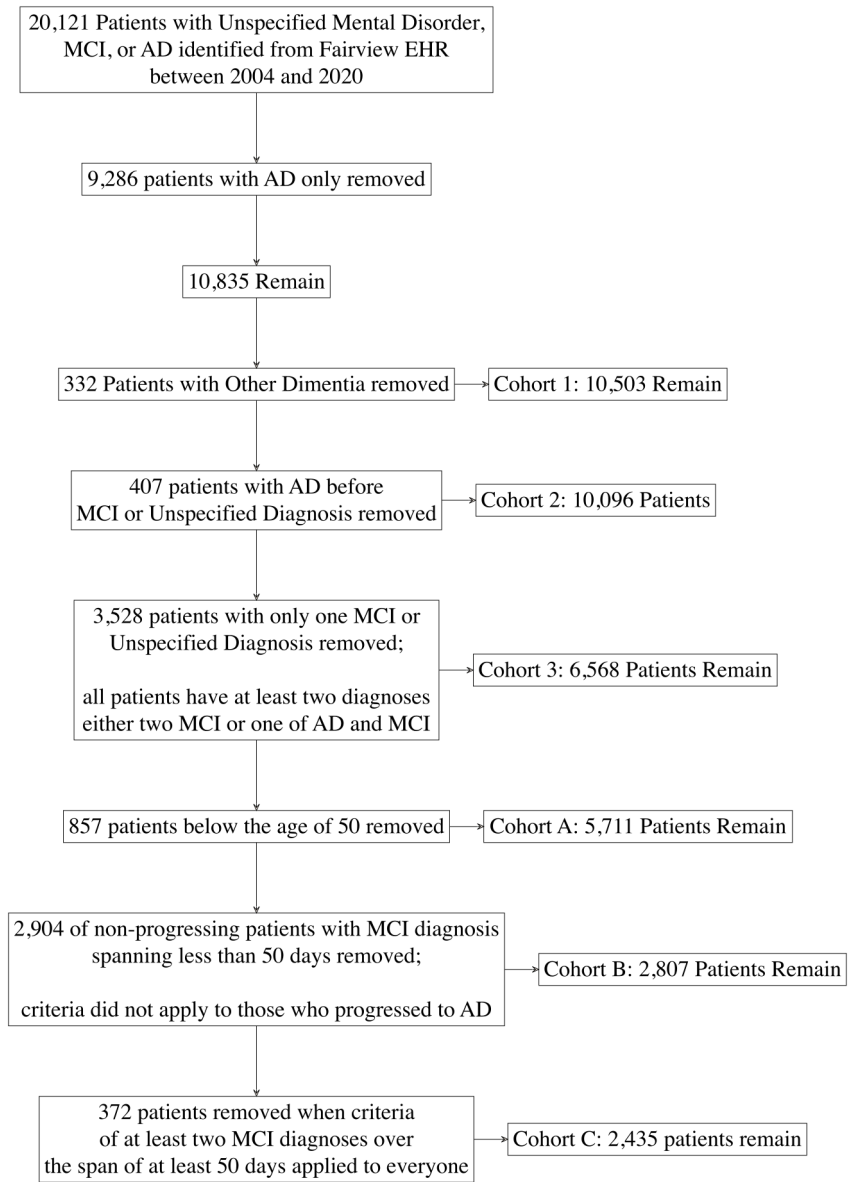 20,121 Patients with Unspecified Mental Disorder,
MCI, or AD identified from Fairview EHR
between 2004 and 2020
9,286 patients with AD only removed
10,835 Remain
332 Patients with Other Dimentia removed
Cohort 1: 10,503 Remain
407 patients with AD before
MCI or Unspecified Diagnosis removed
Cohort 2: 10,096 Patients
3,528 patients with only one MCI or
Unspecified Diagnosis removed;
all patients have at least two diagnoses
either two MCI or one of AD and MCI
Cohort 3: 6,568 Patients Remain
857 patients below the age of 50 removed
Cohort A: 5,711 Patients Remain
2,904 of non-progressing patients with MCI diagnosis
spanning less than 50 days removed;
criteria did not apply to those who progressed to AD
Cohort B: 2,807 Patients Remain
372 patients removed when criteria
of at least two MCI diagnoses over
the span of at least 50 days applied to everyone
Cohort C: 2,435 patients remain